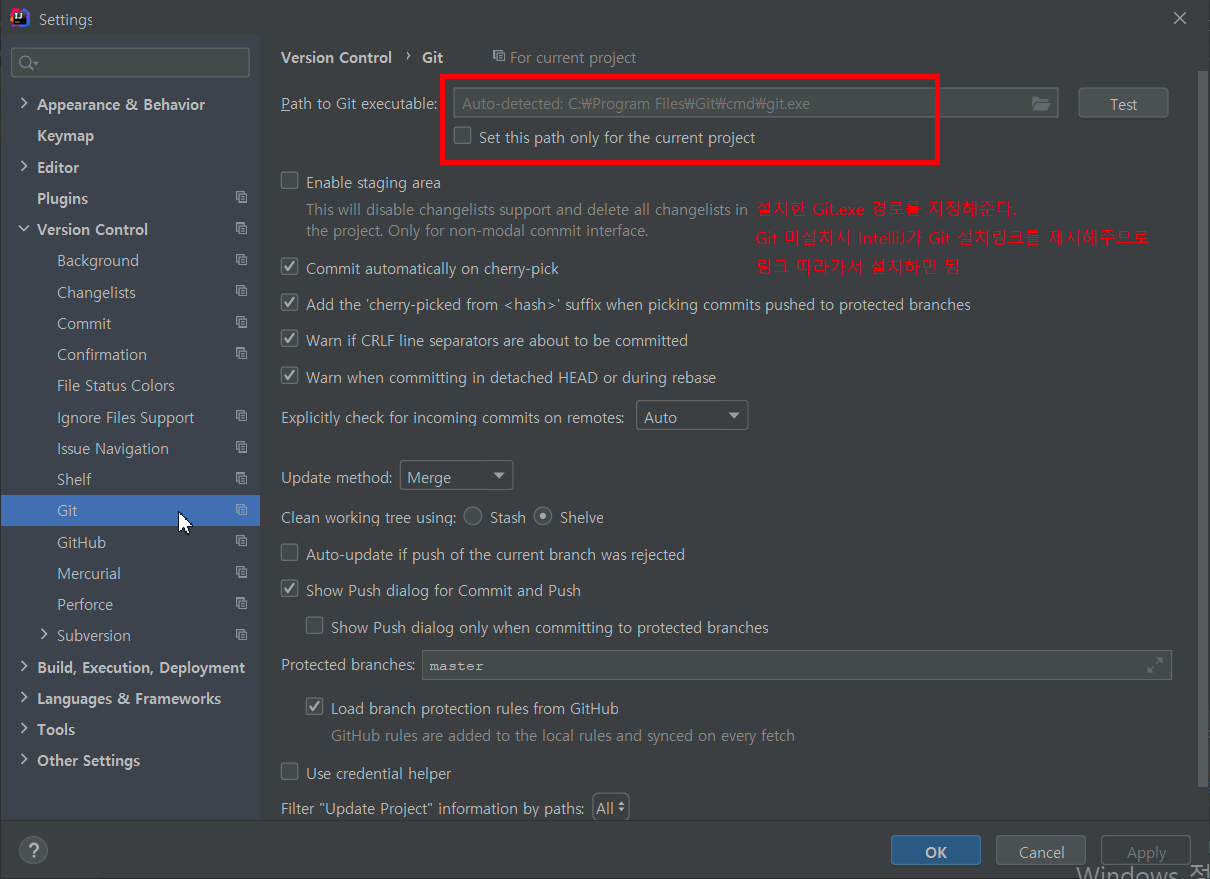 Settings
Version Control › Git For current project
Appearance & Behavior
Keymap
Editor
Plugins
Version Control
Background
Changelists
Commit
Confirmation
File Status Colors
Ignore Files Support
Issue Navigation
Shelf
Git
GitHub
Mercurial
Perforce
Subversion
Build, Execution, Deployment
Languages & Frameworks
Tools
Other Settings
Path to Git executable: Auto-detected: C:₩Program Files₩Git₩cmd₩git.exe Test
Set this path only for the current project
Enable staging area
This will disable changelists support and delete all changelists in
the project. Only for non-modal commit interface.
설치한 Git.exe 경로를 지정해준다.
Git 미설치시 IntelliJ가 Git 설치링크를 제시해주므로
링크 따라가서 설치하면 됨
Commit automatically on cherry-pick
Add the 'cherry-picked from <hash>' suffix when picking commits pushed to protected branches
Warn if CRLF line separators are about to be committed
Warn when committing in detached HEAD or during rebase
Explicitly check for incoming commits on remotes: Auto
Update method: Merge
Clean working tree using: Stash Shelve
Auto-update if push of the current branch was rejected
Show Push dialog for Commit and Push
Show Push dialog only when committing to protected branches
Protected branches: master
Load branch protection rules from GitHub
GitHub rules are added to the local rules and synced on every fetch
Use credential helper
Filter "Update Project" information by paths: All
? OK Cancel Apply
Windows